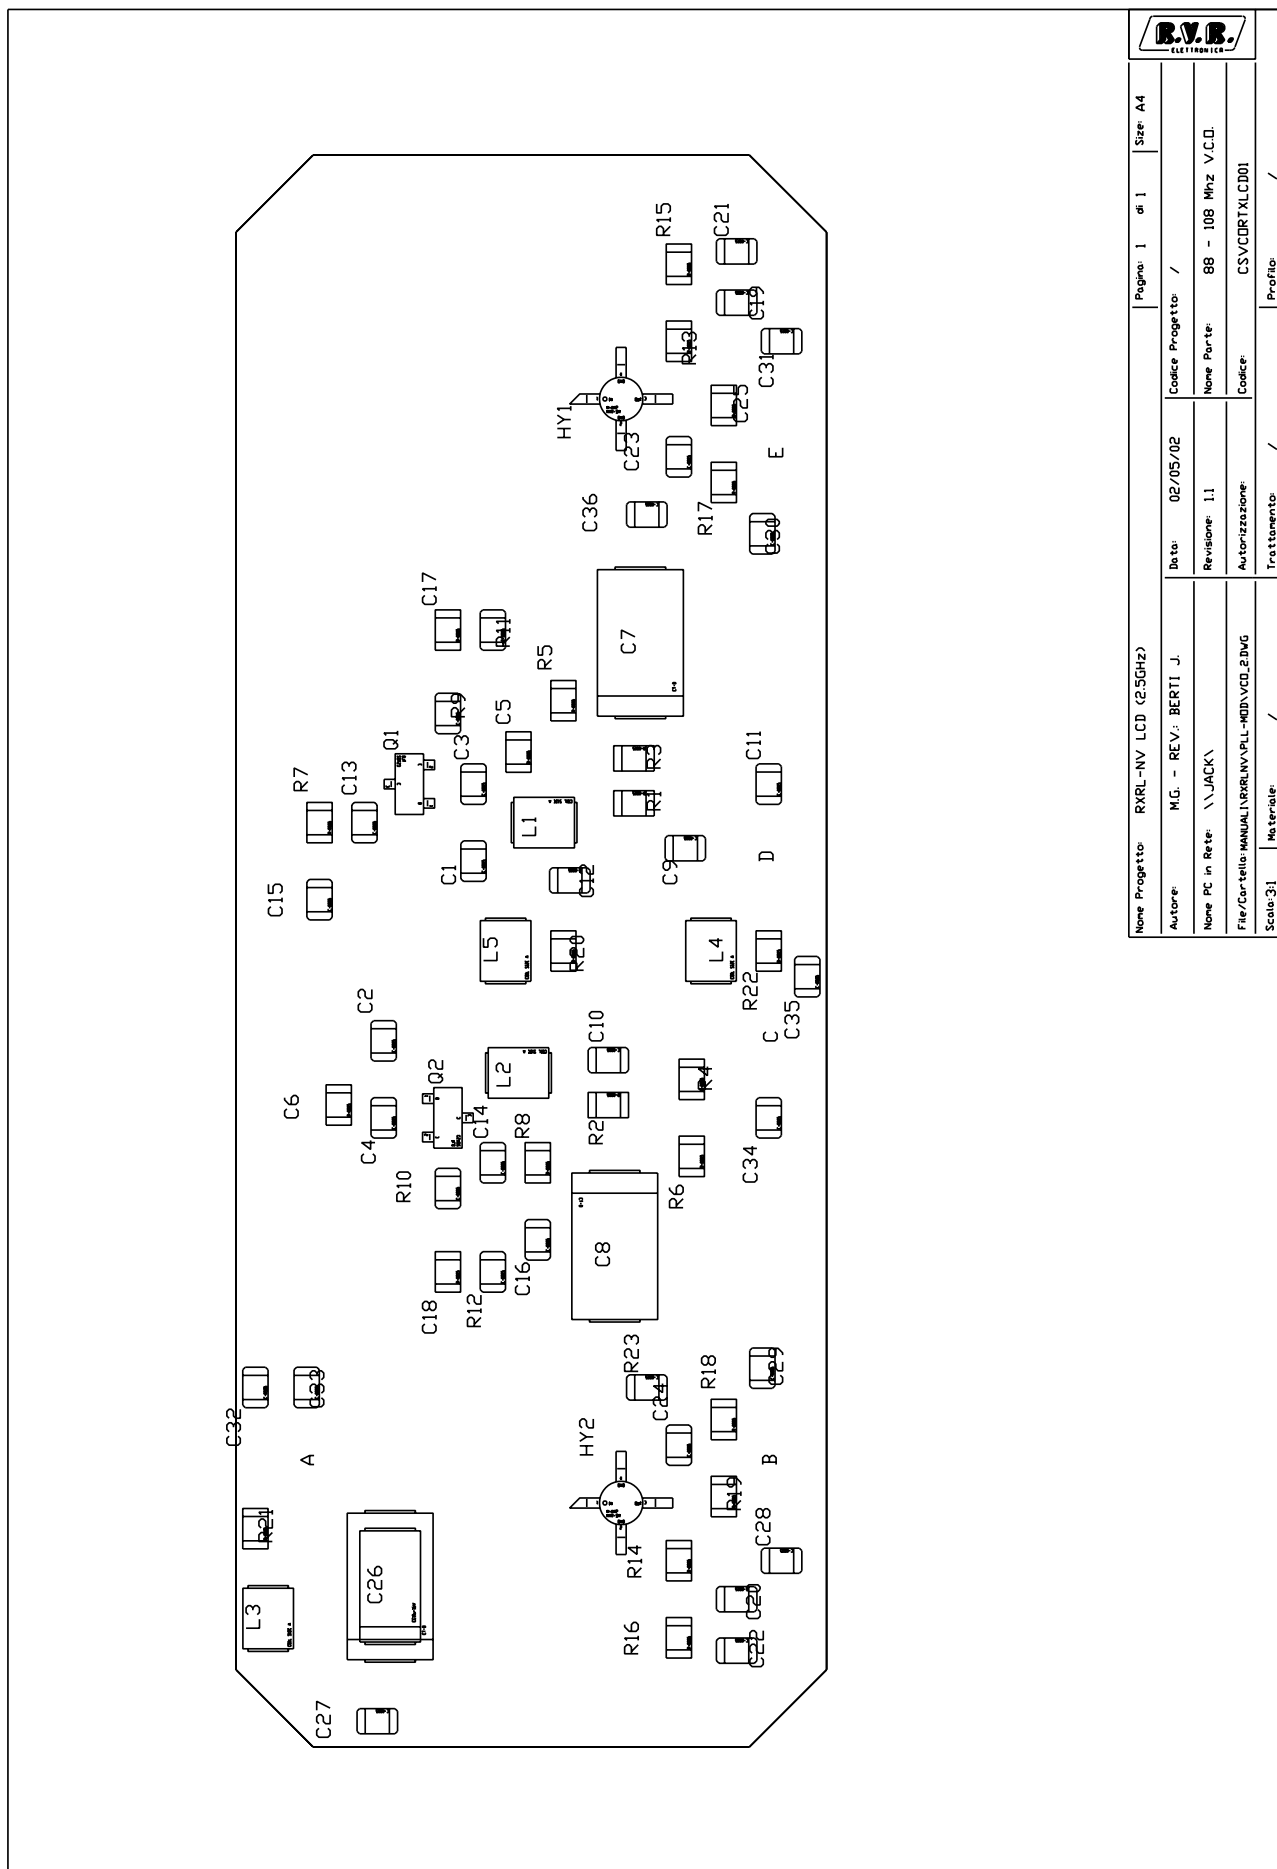 R.V.R.
ELETTRONICA
Nome Progetto: RXRL-NV LCD (2.5GHz)
Pagina: 1 di 1
Size: A4
Autore: M.G. - REV.: BERTI J.
Data: 02/05/02
Codice Progetto: /
Nome PC in Rete: \\JACK\
Revisione: 1.1
Nome Parte: 88 - 108 Mhz V.C.O.
File/Cartella: MANUALI\RXRLNV\PLL-MOD\VCO_2.DWG
Autorizzazione:
Codice: CSVCORTXLCD01
Scala: 3:1
Materiale: /
Trattamento: /
Profilo: /
R15
C21
C19
R13
C31
C25
HY1
C23
E
C36
R17
C30
C17
R11
C7
R5
R9
C5
Q1
C3
R3
C11
R7
C13
L1
R1
C1
C12
C9
D
C15
L5
R20
L4
R22
C35
C2
C10
C
Q2
L2
R4
C6
C14
R8
R2
C4
C34
R10
R6
C8
C16
C18
R12
R23
R18
C29
C33
C24
C32
HY2
A
B
R19
R21
C28
R14
C26
C20
L3
R16
C22
C27